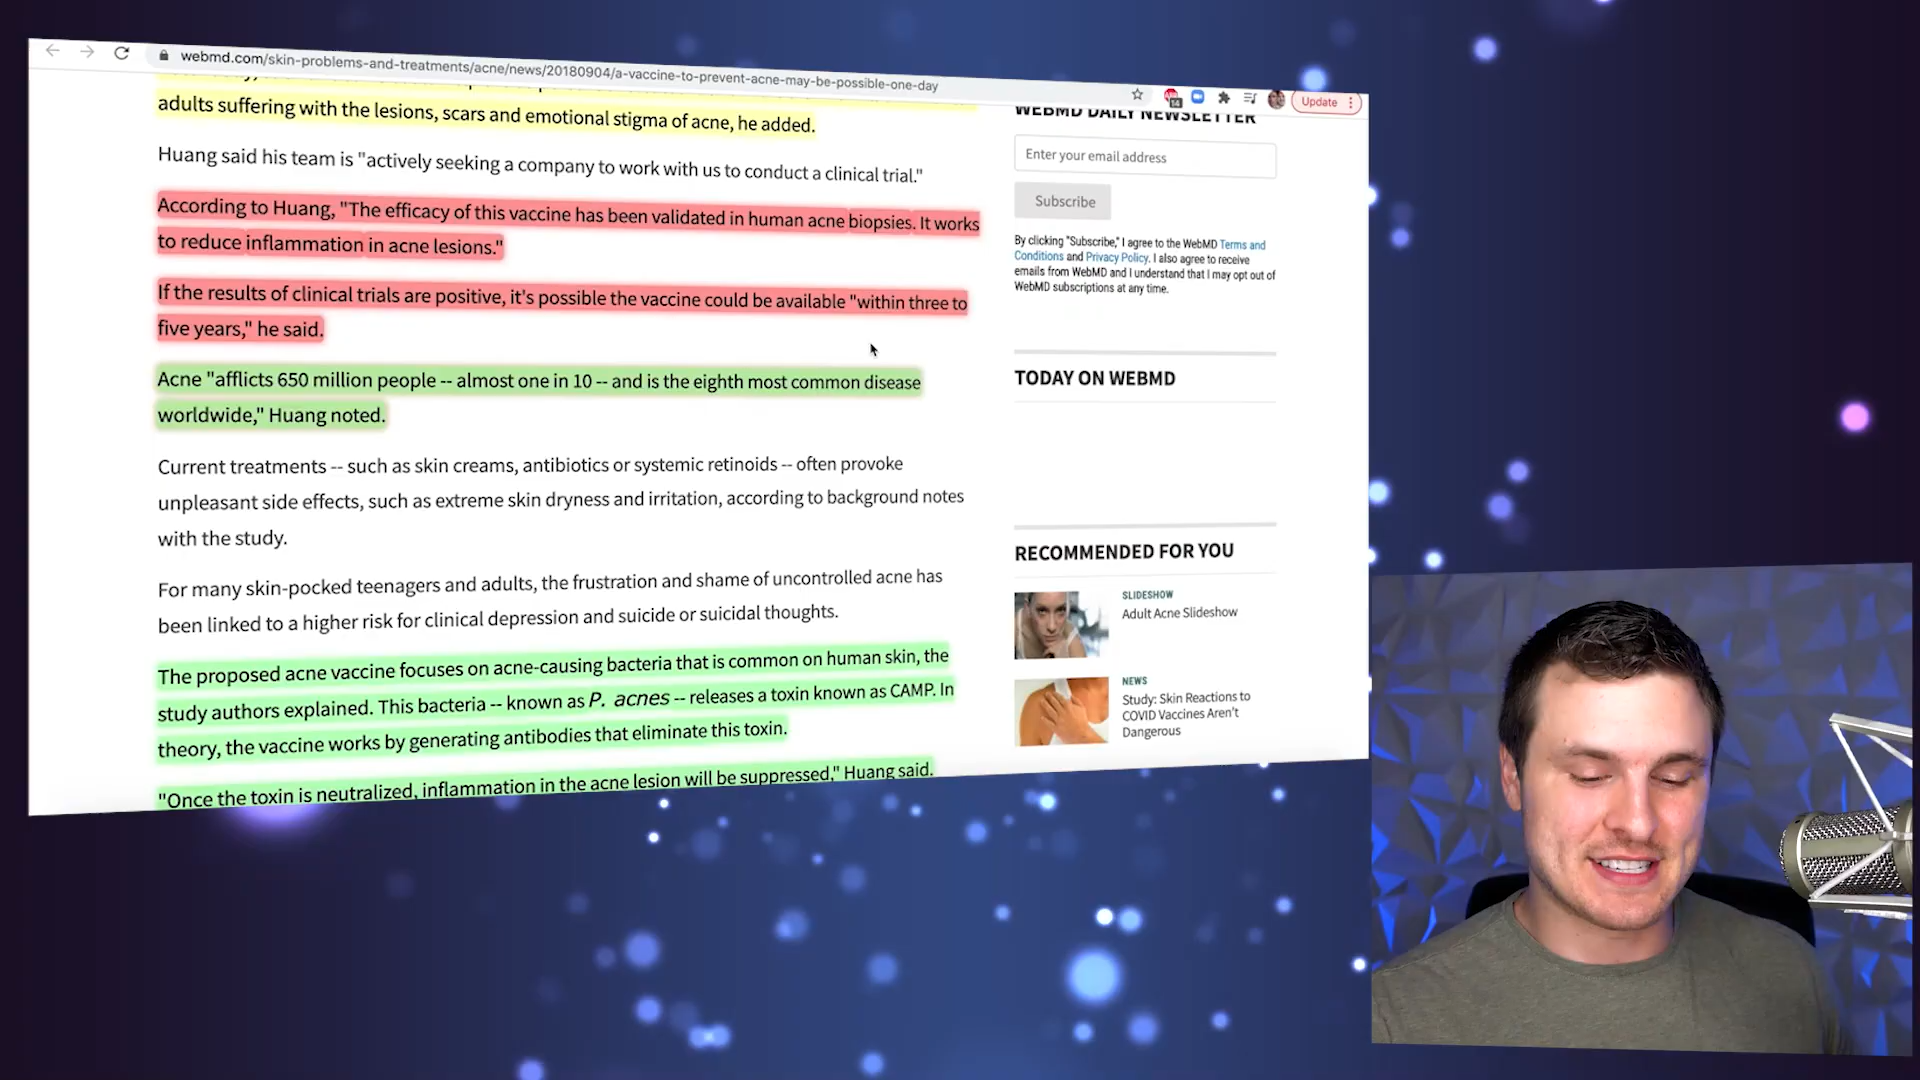 webmd.com/skin-problems-and-treatments/acne/news/20180904/a-vaccine-to-prevent-acne-may-be-possible-one-day
Update
adults suffering with the lesions, scars and emotional stigma of acne, he added.
Huang said his team is "actively seeking a company to work with us to conduct a clinical trial."
According to Huang, "The efficacy of this vaccine has been validated in human acne biopsies. It works
to reduce inflammation in acne lesions."
If the results of clinical trials are positive, it's possible the vaccine could be available "within three to
five years," he said.
Acne "afflicts 650 million people -- almost one in 10 -- and is the eighth most common disease
worldwide," Huang noted.
Current treatments -- such as skin creams, antibiotics or systemic retinoids -- often provoke
unpleasant side effects, such as extreme skin dryness and irritation, according to background notes
with the study.
For many skin-pocked teenagers and adults, the frustration and shame of uncontrolled acne has
been linked to a higher risk for clinical depression and suicide or suicidal thoughts.
The proposed acne vaccine focuses on acne-causing bacteria that is common on human skin, the
study authors explained. This bacteria -- known as P. acnes -- releases a toxin known as CAMP. In
theory, the vaccine works by generating antibodies that eliminate this toxin.
"Once the toxin is neutralized, inflammation in the acne lesion will be suppressed," Huang said.
WEBMD DAILY NEWSLETTER
Enter your email address
Subscribe
By clicking "Subscribe," I agree to the WebMD Terms and
Conditions and Privacy Policy. I also agree to receive
emails from WebMD and I understand that I may opt out of
WebMD subscriptions at any time.
TODAY ON WEBMD
RECOMMENDED FOR YOU
SLIDESHOW
Adult Acne Slideshow
NEWS
Study: Skin Reactions to
COVID Vaccines Aren't
Dangerous